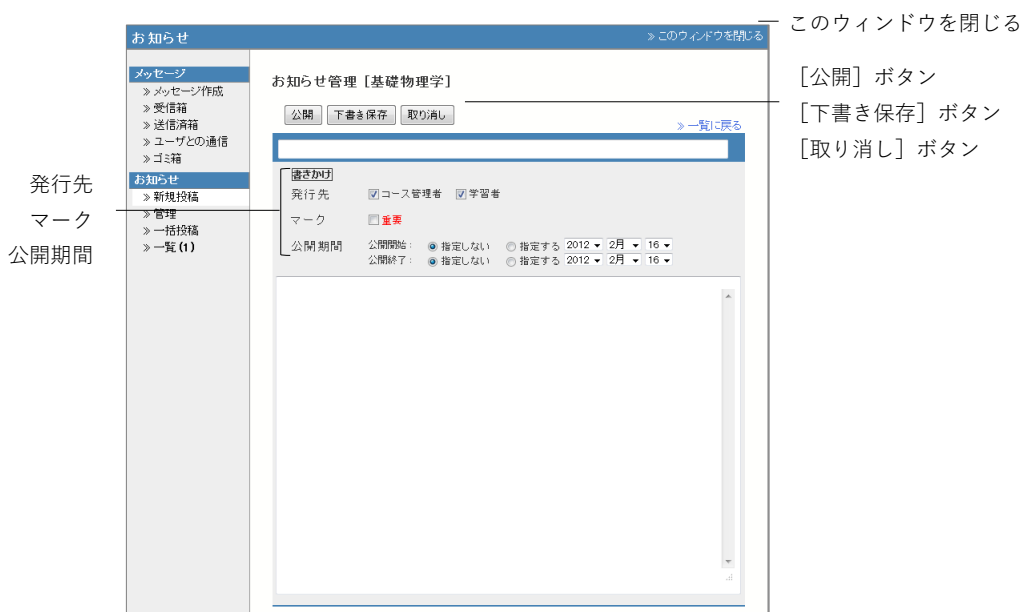 このウィンドウを閉じる
お知らせ
» このウィンドウを閉じる
メッセージ
» メッセージ作成
» 受信箱
» 送信済箱
» ユーザとの通信
» ゴミ箱
お知らせ
» 新規投稿
» 管理
» 一括投稿
» 一覧 (1)
お知らせ管理 [基礎物理学]
公開 下書き保存 取り消し
» 一覧に戻る
書きかけ
発行先 コース管理者 学習者
マーク 重要
公開期間 公開開始: 指定しない 指定する 2012 2月 16
公開終了: 指定しない 指定する 2012 2月 16
発行先
マーク
公開期間
［公開］ボタン
［下書き保存］ボタン
［取り消し］ボタン